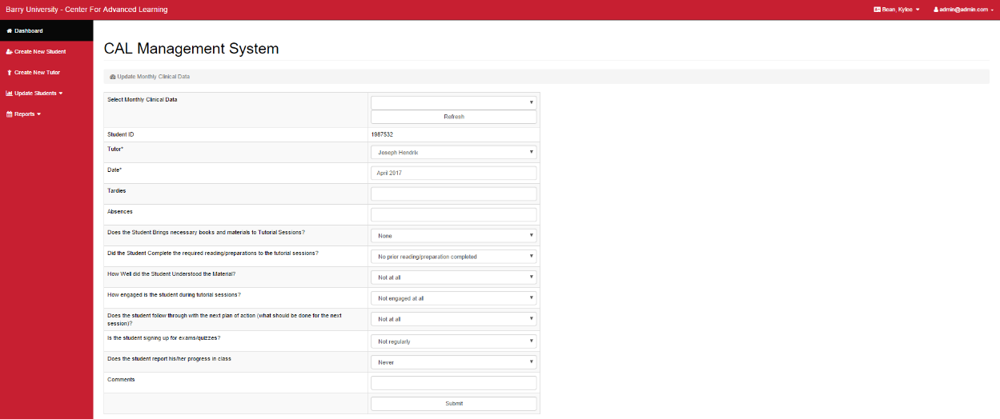 Barry University - Center For Advanced Learning
Bean, Kylee
admin@admin.com
Dashboard
Create New Student
Create New Tutor
Update Students
Reports
CAL Management System
Update Monthly Clinical Data
Select Monthly Clinical Data
Refresh
Student ID
1987532
Tutor*
Joseph Hendrix
Date*
April 2017
Tardies
Absences
Does the Student Brings necessary books and materials to Tutorial Sessions?
None
Did the Student Complete the required reading/preparations to the tutorial sessions?
No prior reading/preparation completed
How Well did the Student Understood the Material?
Not at all
How engaged is the student during tutorial sessions?
Not engaged at all
Does the student follow through with the next plan of action (what should be done for the next
session)?
Not at all
Is the student signing up for exams/quizzes?
Not regularly
Does the student report his/her progress in class
Never
Comments
Submit